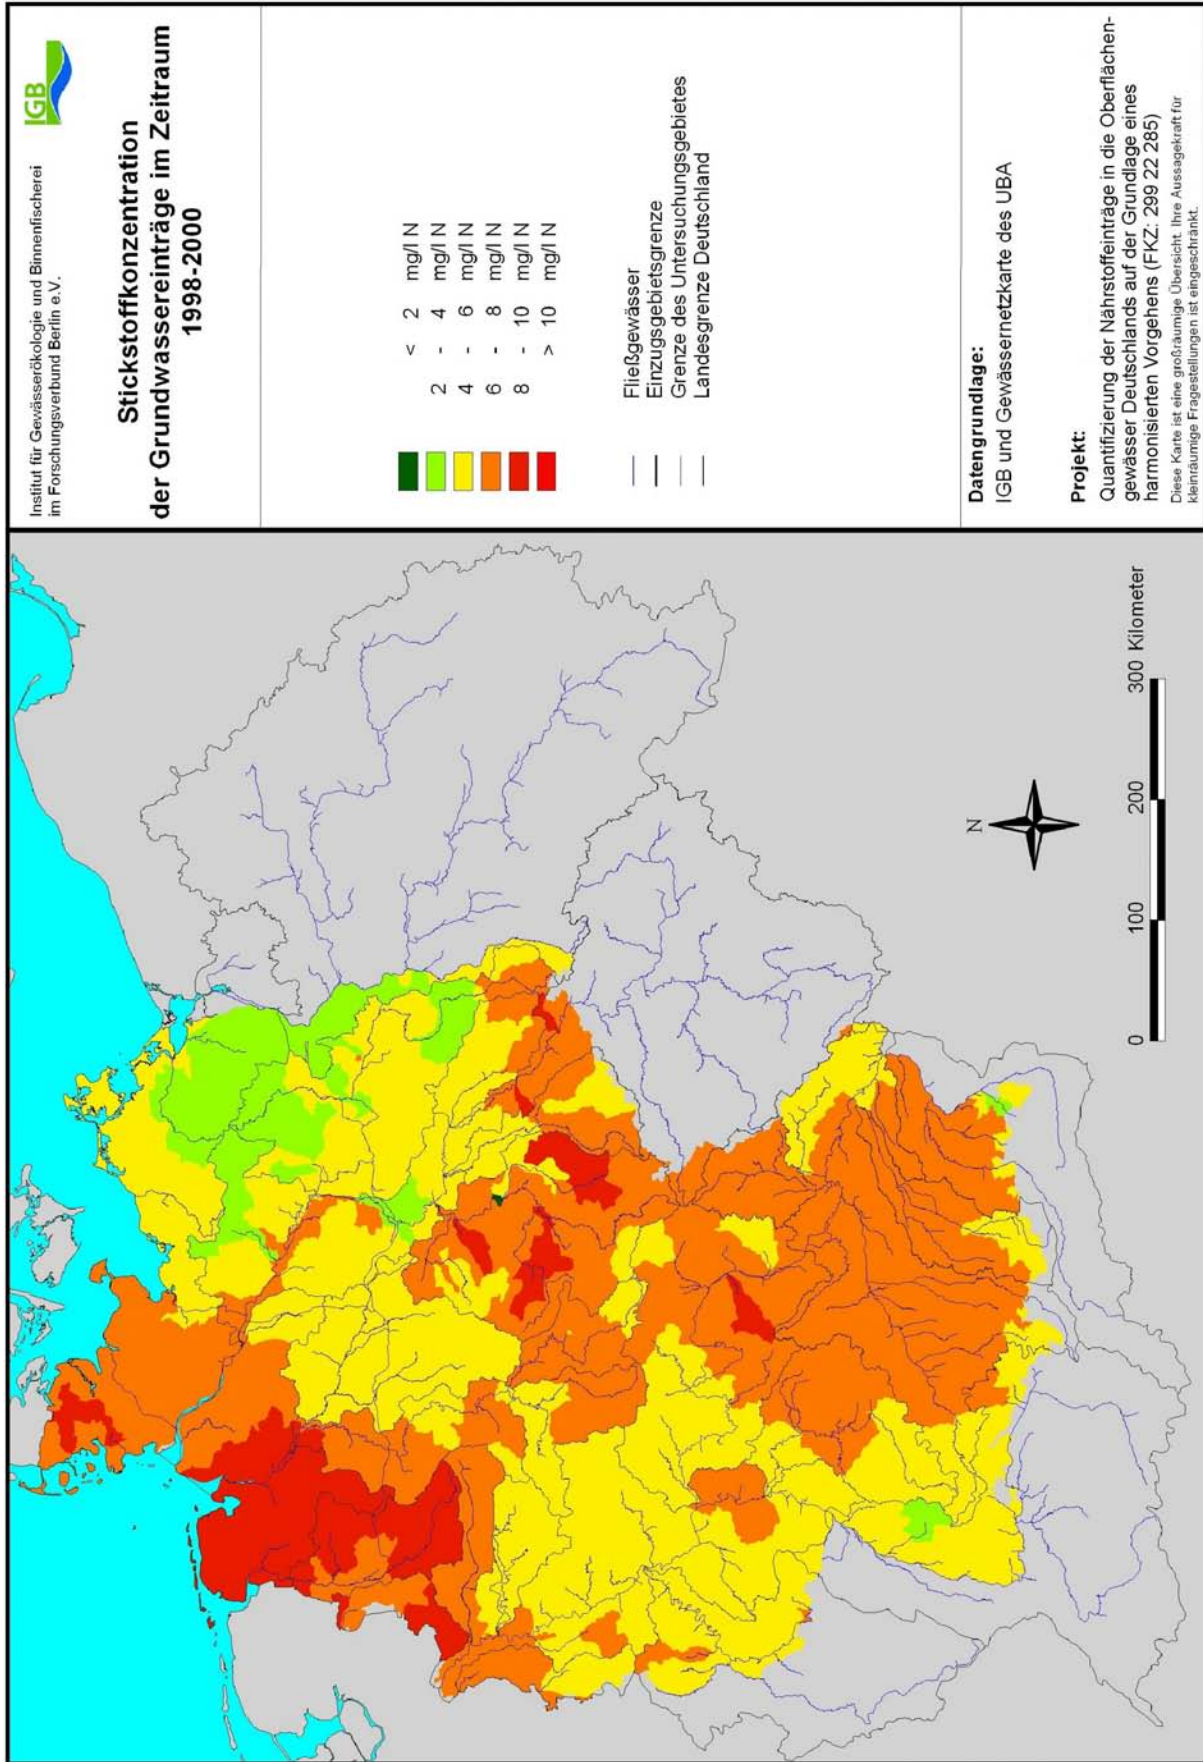 Institut für Gewässerökologie und Binnenfischerei
im Forschungsverbund Berlin e.V.
IGB
Stickstoffkonzentration
der Grundwassereinträge im Zeitraum
1998-2000
< 2 mg/l N
2 - 4 mg/l N
4 - 6 mg/l N
6 - 8 mg/l N
8 - 10 mg/l N
> 10 mg/l N
Fließgewässer
Einzugsgebietsgrenze
Grenze des Untersuchungsgebietes
Landesgrenze Deutschland
Datengrundlage:
IGB und Gewässernetzkarte des UBA
Projekt:
Quantifizierung der Nährstoffeinträge in die Oberflächen-
gewässer Deutschlands auf der Grundlage eines
harmonisierten Vorgehens (FKZ: 299 22 285)
Diese Karte ist eine großräumige Übersicht. Ihre Aussagekraft für
kleinräumige Fragestellungen ist eingeschränkt.
N
0 100 200 300 Kilometer